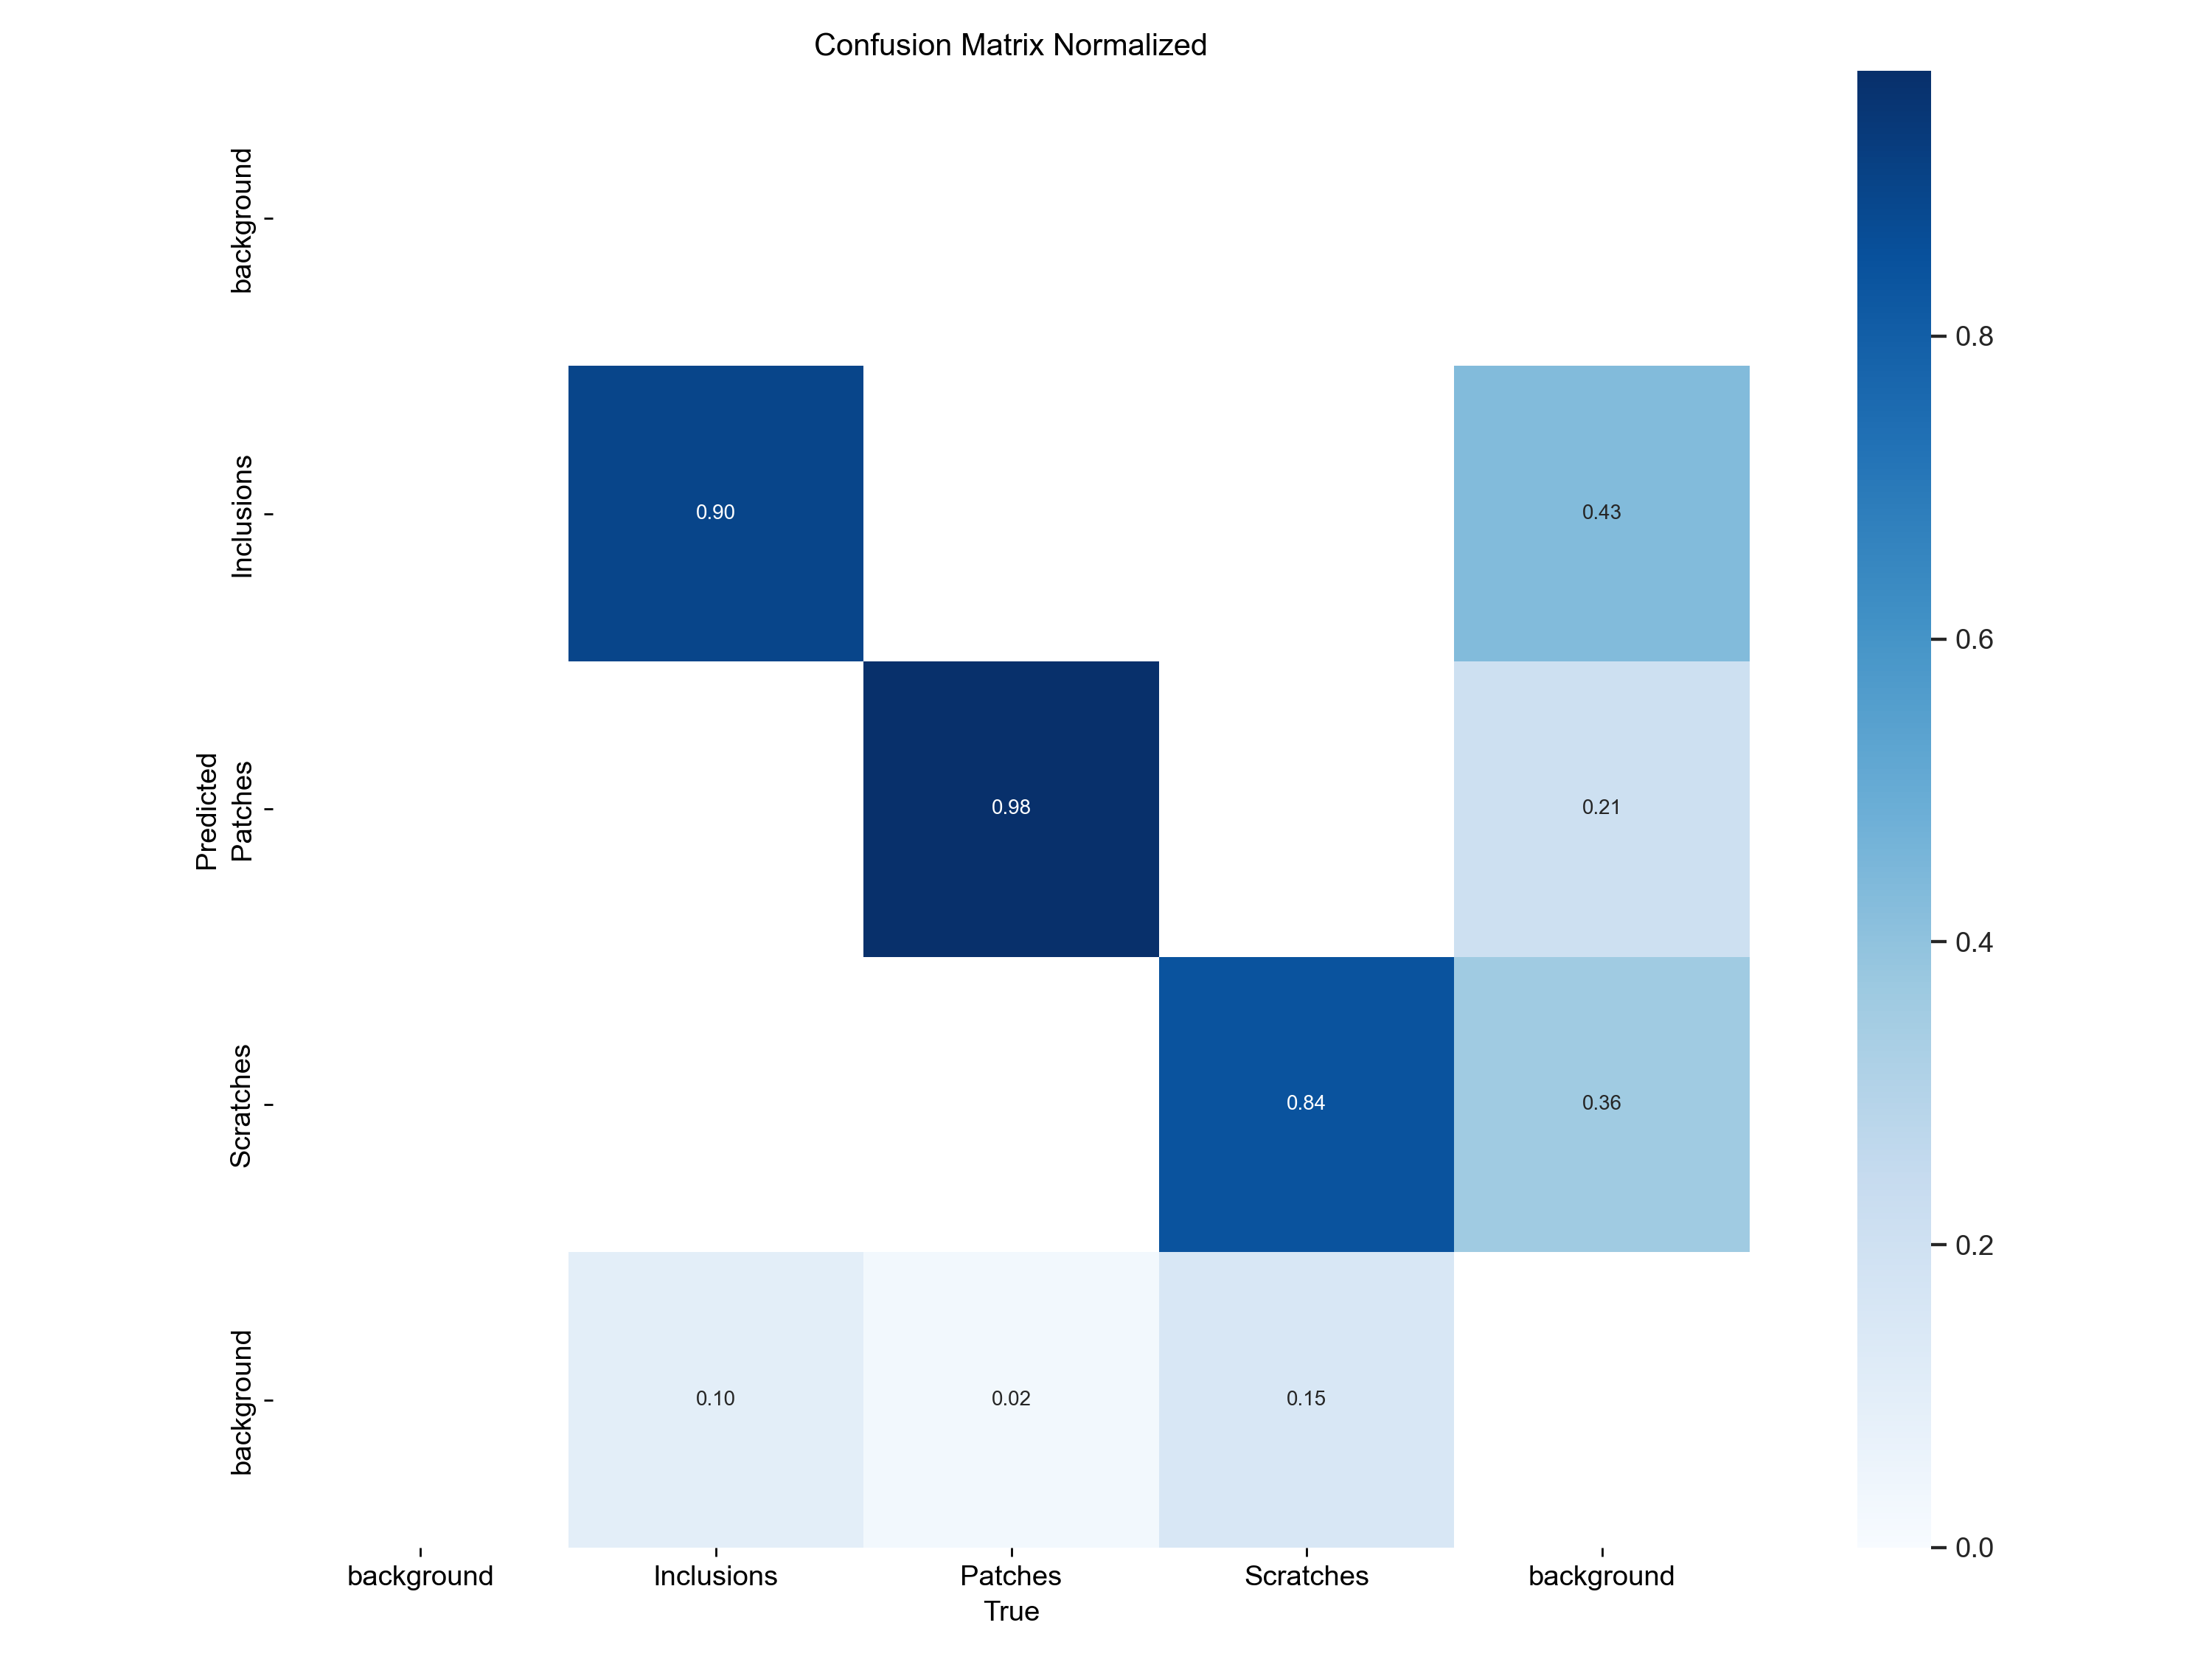 Confusion Matrix Normalized
background
Inclusions
Patches
Scratches
background
Predicted
0.90
0.43
0.98
0.21
0.84
0.36
0.10
0.02
0.15
background
Inclusions
Patches
Scratches
background
True
0.8
0.6
0.4
0.2
0.0